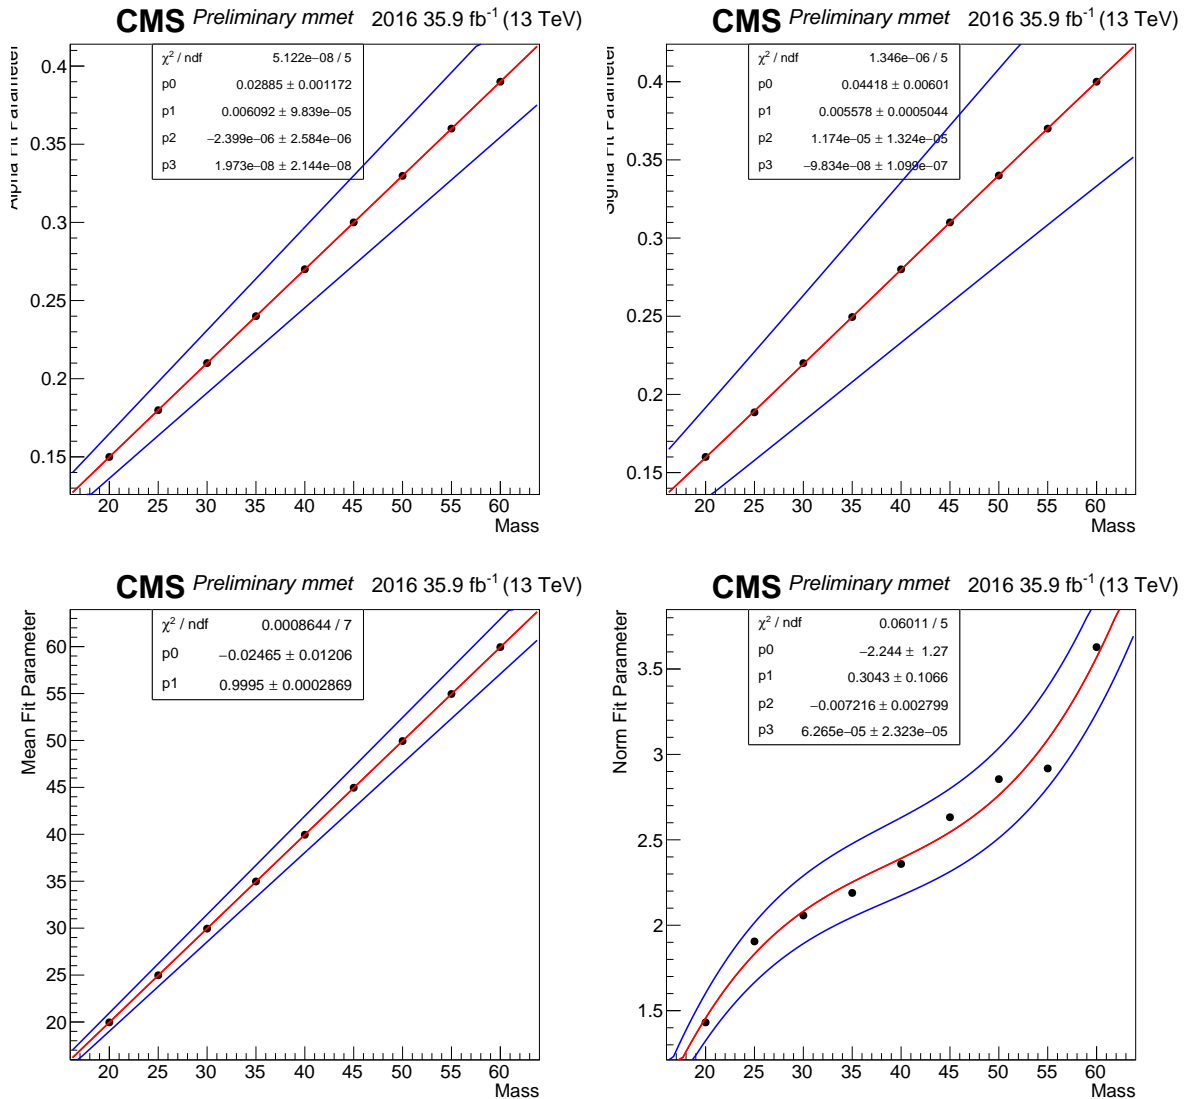 CMS Preliminary mmet 2016 35.9 fb⁻¹ (13 TeV)
Alpha Fit Parameter
χ² / ndf 5.122e−08 / 5
p0 0.02885 ± 0.001172
p1 0.006092 ± 9.839e−05
p2 −2.399e−06 ± 2.584e−06
p3 1.973e−08 ± 2.144e−08
0.4
0.35
0.3
0.25
0.2
0.15
20 25 30 35 40 45 50 55 60
Mass
CMS Preliminary mmet 2016 35.9 fb⁻¹ (13 TeV)
Sigma Fit Parameter
χ² / ndf 1.346e−06 / 5
p0 0.04418 ± 0.00601
p1 0.005578 ± 0.0005044
p2 1.174e−05 ± 1.324e−05
p3 −9.834e−08 ± 1.099e−07
0.4
0.35
0.3
0.25
0.2
0.15
20 25 30 35 40 45 50 55 60
Mass
CMS Preliminary mmet 2016 35.9 fb⁻¹ (13 TeV)
Mean Fit Parameter
χ² / ndf 0.0008644 / 7
p0 −0.02465 ± 0.01206
p1 0.9995 ± 0.0002869
60
55
50
45
40
35
30
25
20
20 25 30 35 40 45 50 55 60
Mass
CMS Preliminary mmet 2016 35.9 fb⁻¹ (13 TeV)
Norm Fit Parameter
χ² / ndf 0.06011 / 5
p0 −2.244 ± 1.27
p1 0.3043 ± 0.1066
p2 −0.007216 ± 0.002799
p3 6.265e−05 ± 2.323e−05
3.5
3
2.5
2
1.5
20 25 30 35 40 45 50 55 60
Mass